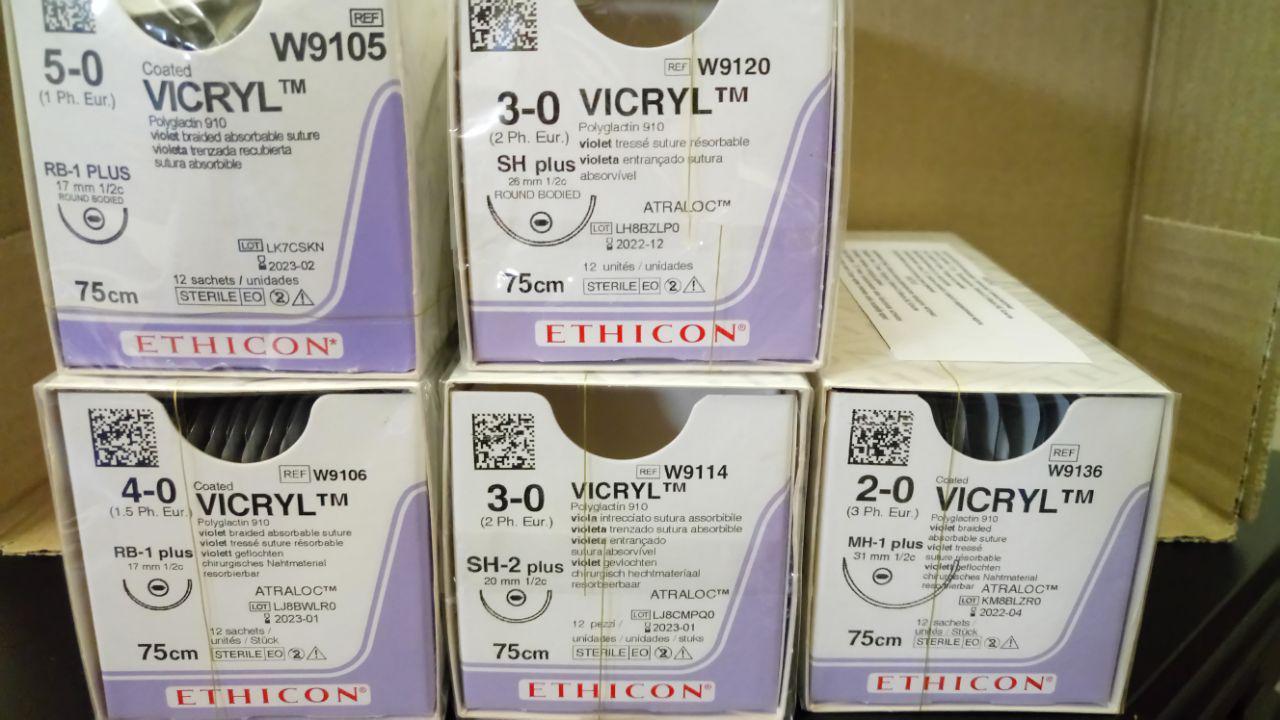 REF
W9105
5-0
(1 Ph. Eur.)
Coated
VICRYL™
Polyglactin 910
violet braided absorbable suture
violeta trenzada recubierta
sutura absorbible
RB-1 PLUS
17 mm 1/2c
ROUND BODIED
LOT LK7CSKN
2023-02
12 sachets / unidades
75cm
STERILE EO 2
ETHICON*
REF W9120
3-0
(2 Ph. Eur.)
VICRYL™
Polyglactin 910
violet tressé suture résorbable
violeta entrançado sutura
absorvível
SH plus
26 mm 1/2c
ROUND BODIED
ATRALOC™
LOT LH8BZLP0
2022-12
12 unités / unidades
75cm
STERILE EO 2
ETHICON®
REF W9106
4-0
(1.5 Ph. Eur.)
Coated
VICRYL™
Polyglactin 910
violet braided absorbable suture
violet tressé suture résorbable
violett geflochten
chirurgisches Nahtmaterial
resorbierbar
RB-1 plus
17 mm 1/2c
ATRALOC™
LOT LJ8BWLR0
2023-01
12 sachets /
unités / Stück
75cm
STERILE EO 2
ETHICON®
REF W9114
3-0
(2 Ph. Eur.)
VICRYL™
Polyglactin 910
viola intrecciato sutura assorbibile
violeta trenzado sutura absorbible
violeta entrançado
sutura absorvível
violet gevlochten
chirurgisch hechtmateriaal
resorbeerbaar
SH-2 plus
20 mm 1/2c
ATRALOC™
LOT LJ8CMPQ0
2023-01
12 pezzi /
unidades / unidades / stuks
75cm
STERILE EO 2
ETHICON®
REF
W9136
2-0
(3 Ph. Eur.)
Coated
VICRYL™
Polyglactin 910
violet braided
absorbable suture
violet tressé
suture résorbable
violett geflochten
chirurgisches Nahtmaterial
resorbierbar
MH-1 plus
31 mm 1/2c
ATRALOC™
LOT KM8BLZR0
2022-04
12 sachets /
unités / Stück
75cm
STERILE EO 2
ETHICON®